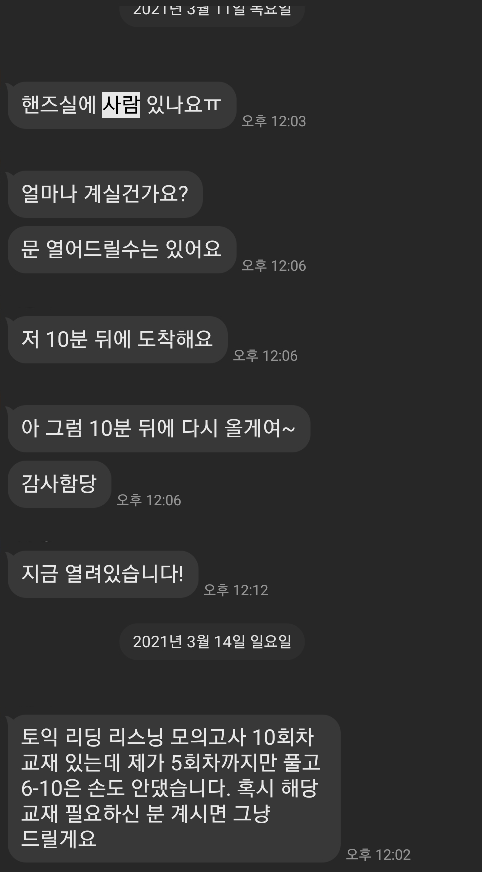 2021년 3월 11일 목요일
핸즈실에 사람 있나요ㅠ
오후 12:03
얼마나 계실건가요?
문 열어드릴수는 있어요
오후 12:06
저 10분 뒤에 도착해요
오후 12:06
아 그럼 10분 뒤에 다시 올게여~
감사함당
오후 12:06
지금 열려있습니다!
오후 12:12
2021년 3월 14일 일요일
토익 리딩 리스닝 모의고사 10회차
교재 있는데 제가 5회차까지만 풀고
6-10은 손도 안댔습니다. 혹시 해당
교재 필요하신 분 계시면 그냥
드릴게요
오후 12:02